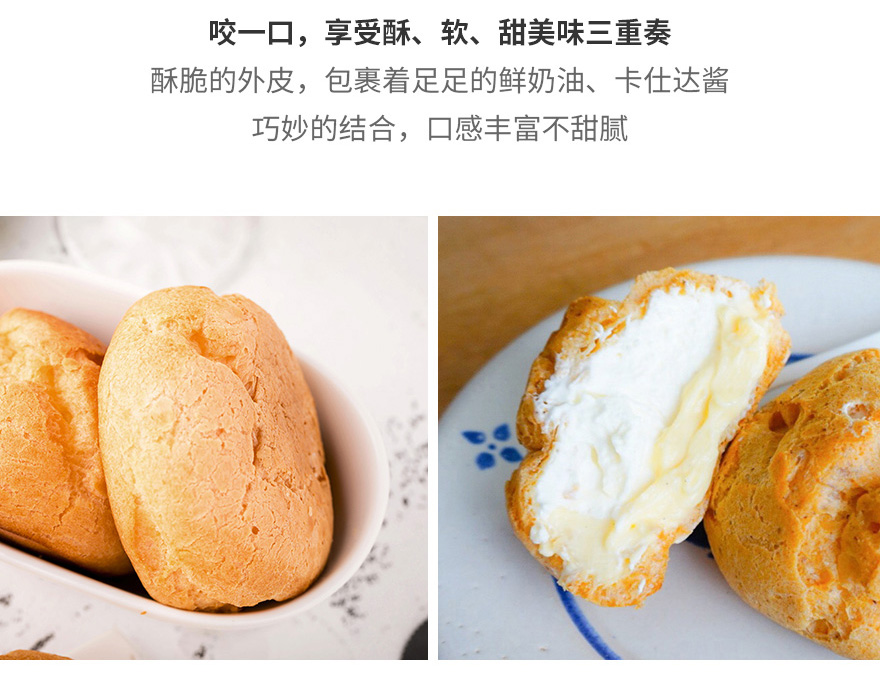 咬一口，享受酥、软、甜美味三重奏
酥脆的外皮，包裹着足足的鲜奶油、卡仕达酱
巧妙的结合，口感丰富不甜腻